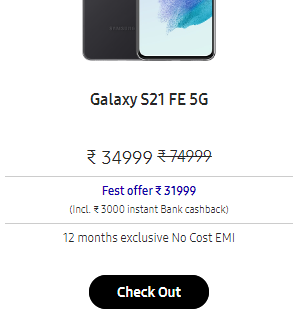 SAMSUNG
Galaxy S21 FE 5G
₹ 34999 ₹ 74999
Fest offer ₹ 31999
(Incl. ₹ 3000 instant Bank cashback)
12 months exclusive No Cost EMI
Check Out